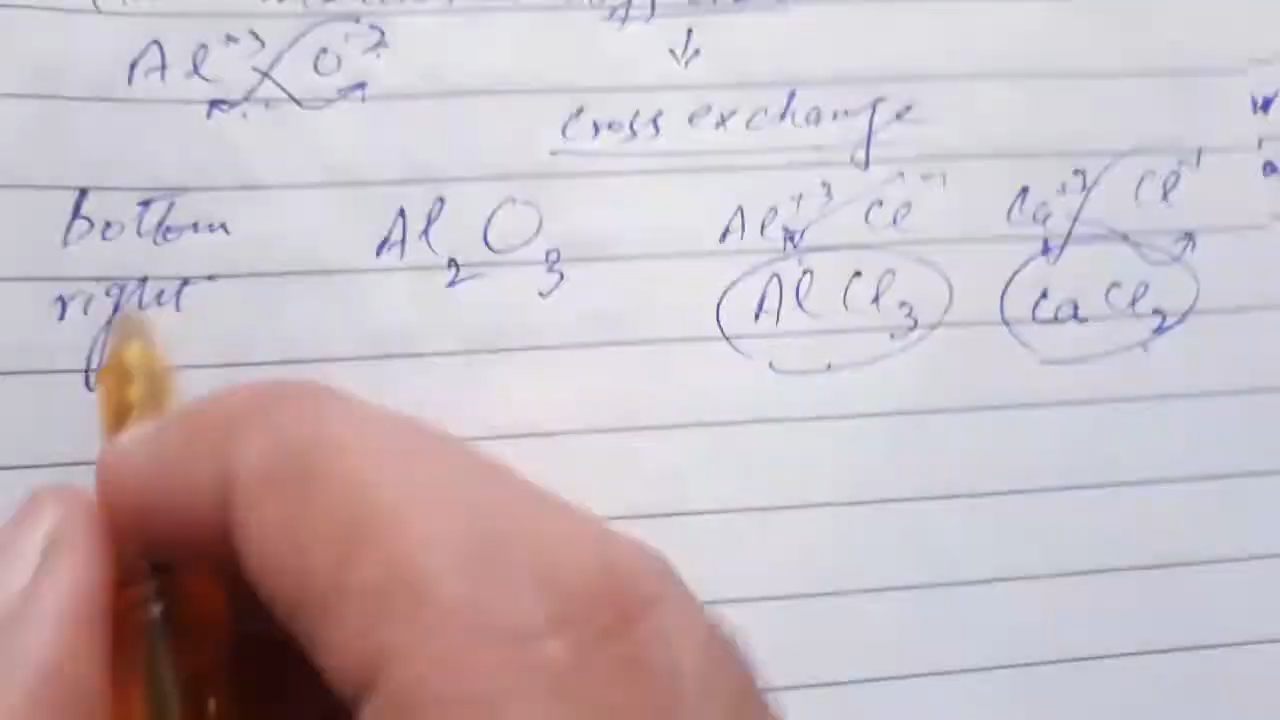 Al+3 O-2
cross exchange
bottom
right
Al2O3
Al+3 Cl-1
AlCl3
Ca+2 Cl-1
CaCl2